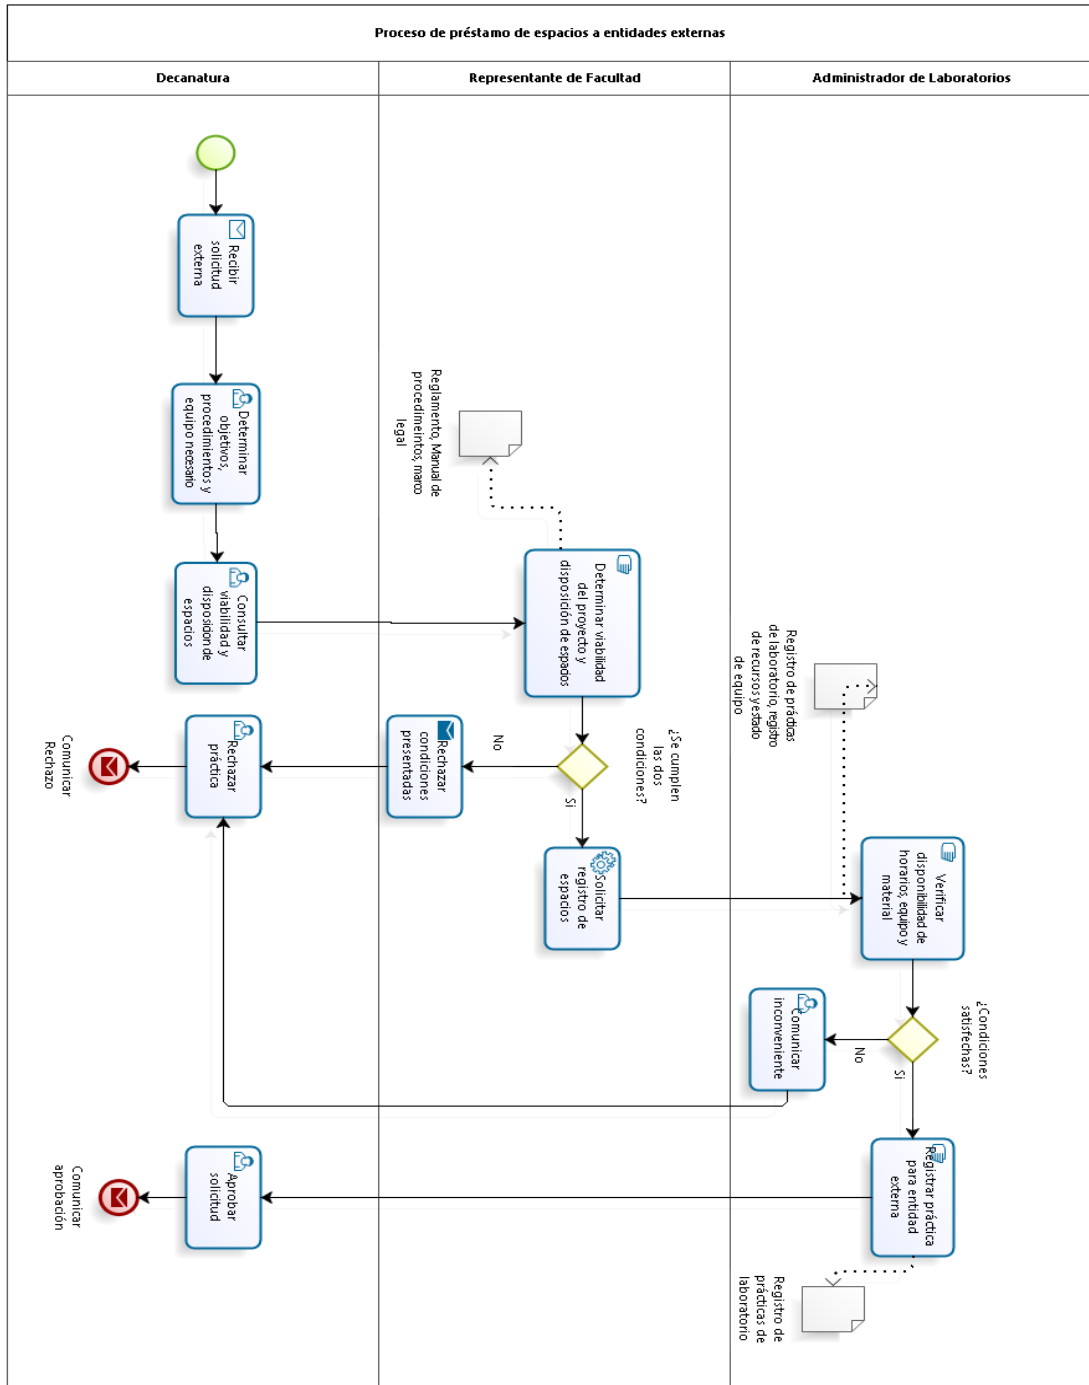 Proceso de préstamo de espacios a entidades externas
Decanatura
Representante de Facultad
Administrador de Laboratorios
Recibir
solicitud
externa
Determinar
objetivos,
procedimientos y
equipo necesario
Consultar
viabilidad y
disposicion de
espacios
Reglamento, Manual de
procedimeintos, marco
legal
Determinar viabilidad
del proyecto y
disposición de espacios
¿Se cumplen
las dos
condiciones?
No
Si
Rechazar
condiciones
presentadas
Rechazar
práctica
Comunicar
Rechazo
Solicitar
registro de
espacios
Registro de prácticas
de laboratorio, registro
de recursos y estado
de equipo
Verificar
disponibilidad de
horarios, equipo y
material
¿Condiciones
satisfechas?
No
Si
Comunicar
inconveniente
Registrar práctica
para entidad
externa
Registro de
prácticas de
laboratorio
Aprobar
solicitud
Comunicar
aprobación